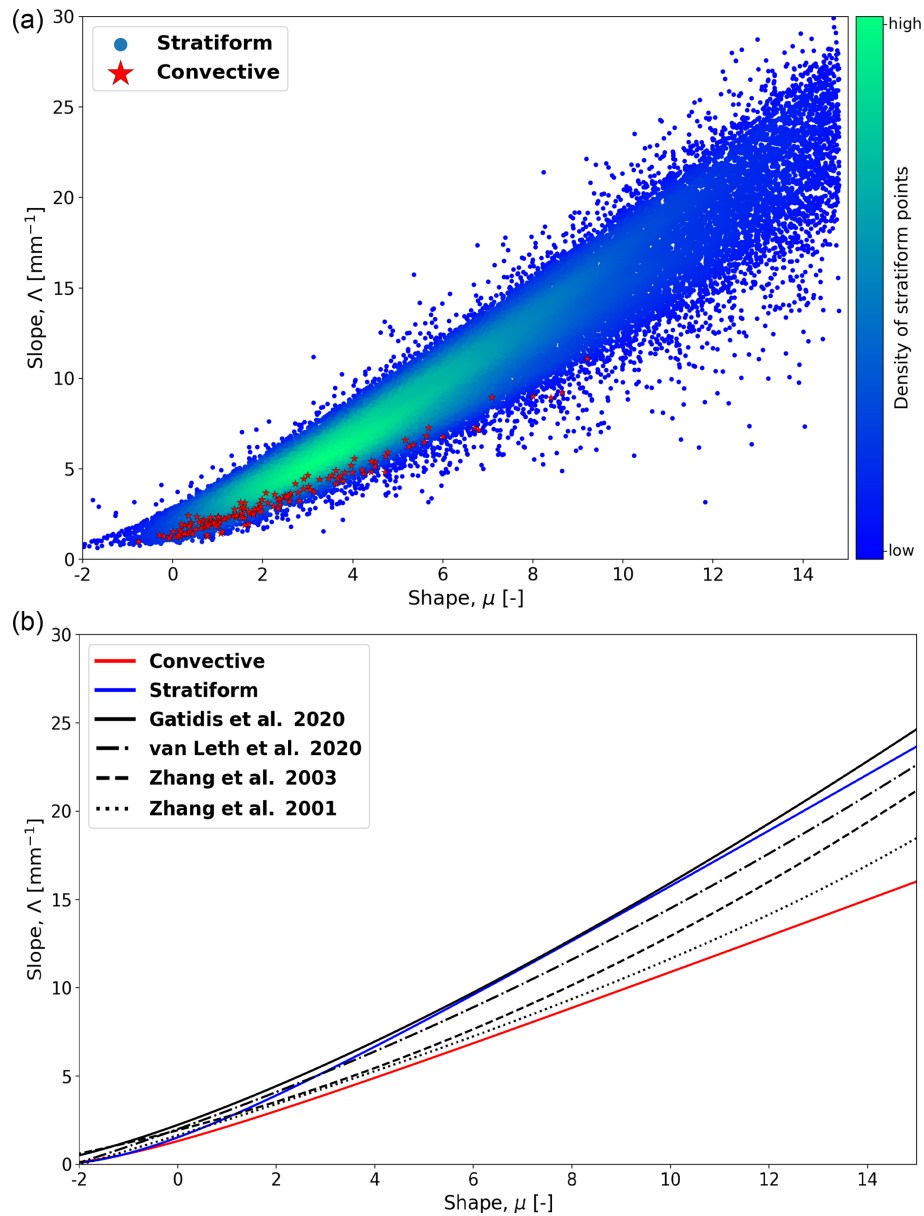 (a)
30
25
20
15
10
5
0
Slope, Λ [mm⁻¹]
Stratiform
Convective
-2 0 2 4 6 8 10 12 14
Shape, μ [-]
high
low
Density of stratiform points
(b)
30
25
20
15
10
5
0
Slope, Λ [mm⁻¹]
Convective
Stratiform
Gatidis et al. 2020
van Leth et al. 2020
Zhang et al. 2003
Zhang et al. 2001
-2 0 2 4 6 8 10 12 14
Shape, μ [-]